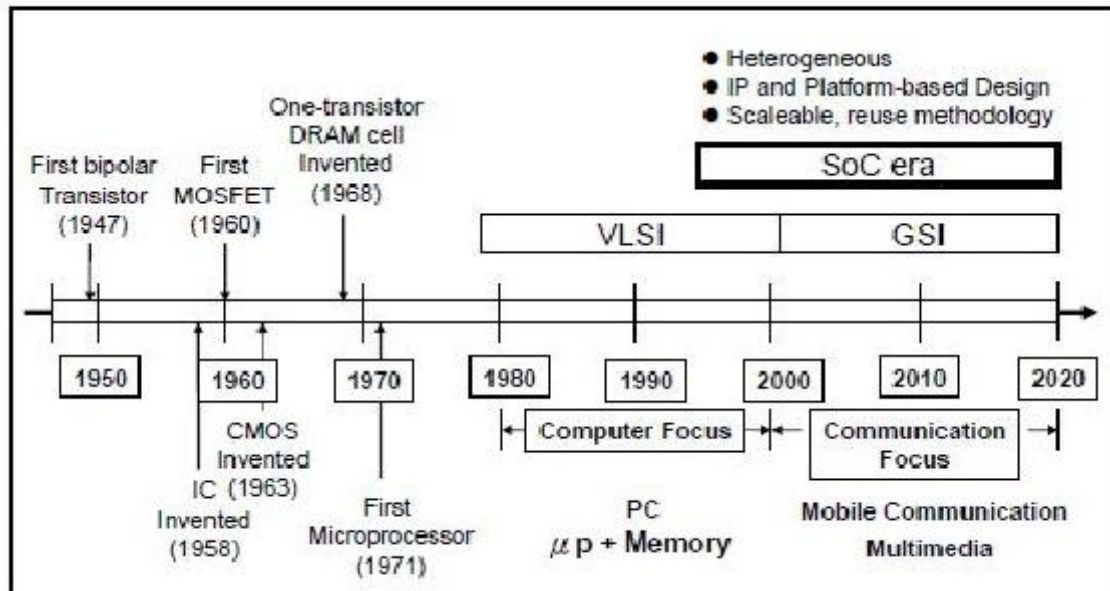 ● Heterogeneous
● IP and Platform-based Design
● Scaleable, reuse methodology
SoC era
One-transistor
DRAM cell
Invented
(1968)
First bipolar
Transistor
(1947)
First
MOSFET
(1960)
VLSI
GSI
1950
1960
1970
1980
1990
2000
2010
2020
CMOS
Invented
(1963)
IC
Invented
(1958)
First
Microprocessor
(1971)
Computer Focus
Communication
Focus
PC
μp + Memory
Mobile Communication
Multimedia